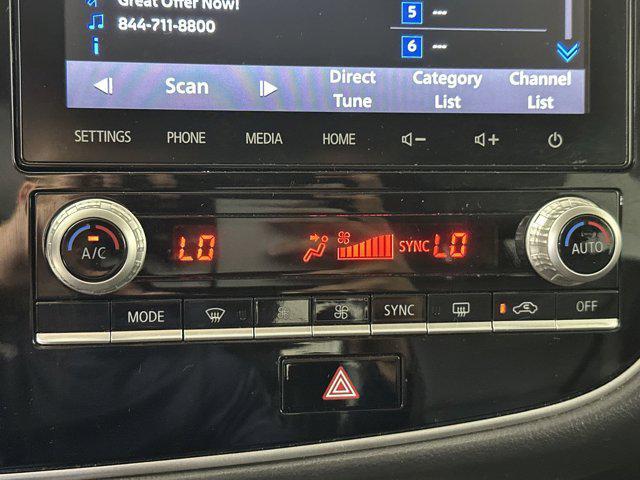 Great Offer Now!
844-711-8800
5 ---
6 ---
Scan
Direct Tune
Category List
Channel List
SETTINGS PHONE MEDIA HOME
A/C LO SYNC LO AUTO
MODE SYNC OFF